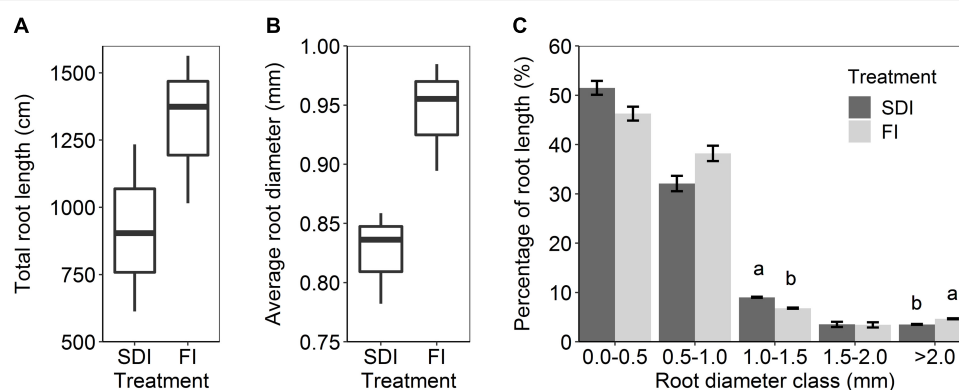 A
Total root length (cm)
1500
1250
1000
750
500
SDI FI
Treatment
B
Average root diameter (mm)
1.00
0.95
0.90
0.85
0.80
0.75
SDI FI
Treatment
C
Percentage of root length (%)
60
50
40
30
20
10
0
Treatment
SDI
FI
a
b
b
a
0.0-0.5 0.5-1.0 1.0-1.5 1.5-2.0 >2.0
Root diameter class (mm)